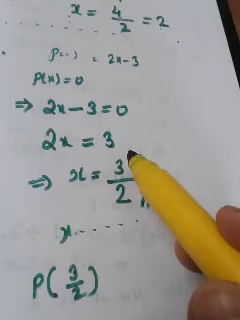 x = 4/2 = 2
P(..) = 2x-3
P(x) = 0
⇒ 2x-3=0
2x = 3
⇒ x = 3/2
x
P(3/2)